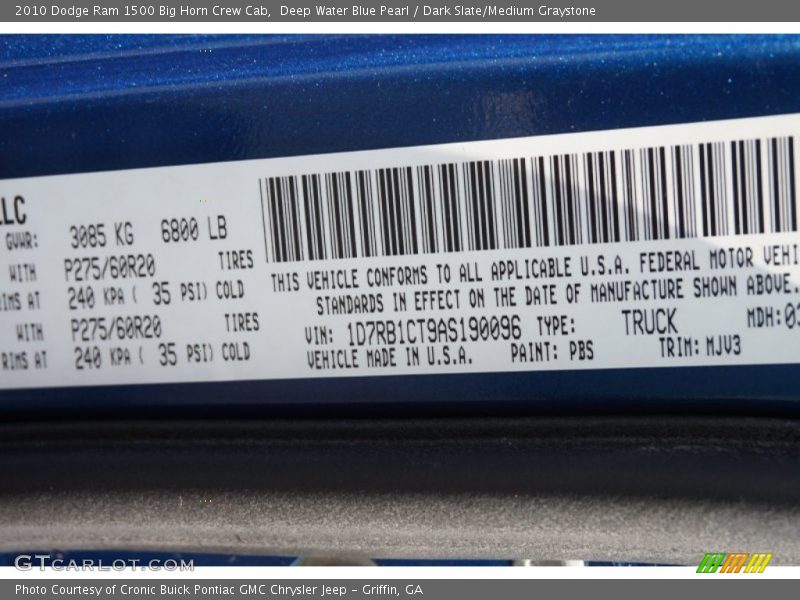 2010 Dodge Ram 1500 Big Horn Crew Cab, Deep Water Blue Pearl / Dark Slate/Medium Graystone
LLC
GVWR: 3085 KG 6800 LB
WITH P275/60R20 TIRES
RIMS AT 240 KPA ( 35 PSI) COLD
WITH P275/60R20 TIRES
RIMS AT 240 KPA ( 35 PSI) COLD
THIS VEHICLE CONFORMS TO ALL APPLICABLE U.S.A. FEDERAL MOTOR VEHI
STANDARDS IN EFFECT ON THE DATE OF MANUFACTURE SHOWN ABOVE.
VIN: 1D7RB1CT9AS190096 TYPE: TRUCK MDH:
VEHICLE MADE IN U.S.A. PAINT: PBS TRIM: MJV3
GTCARLOT.COM
Photo Courtesy of Cronic Buick Pontiac GMC Chrysler Jeep - Griffin, GA